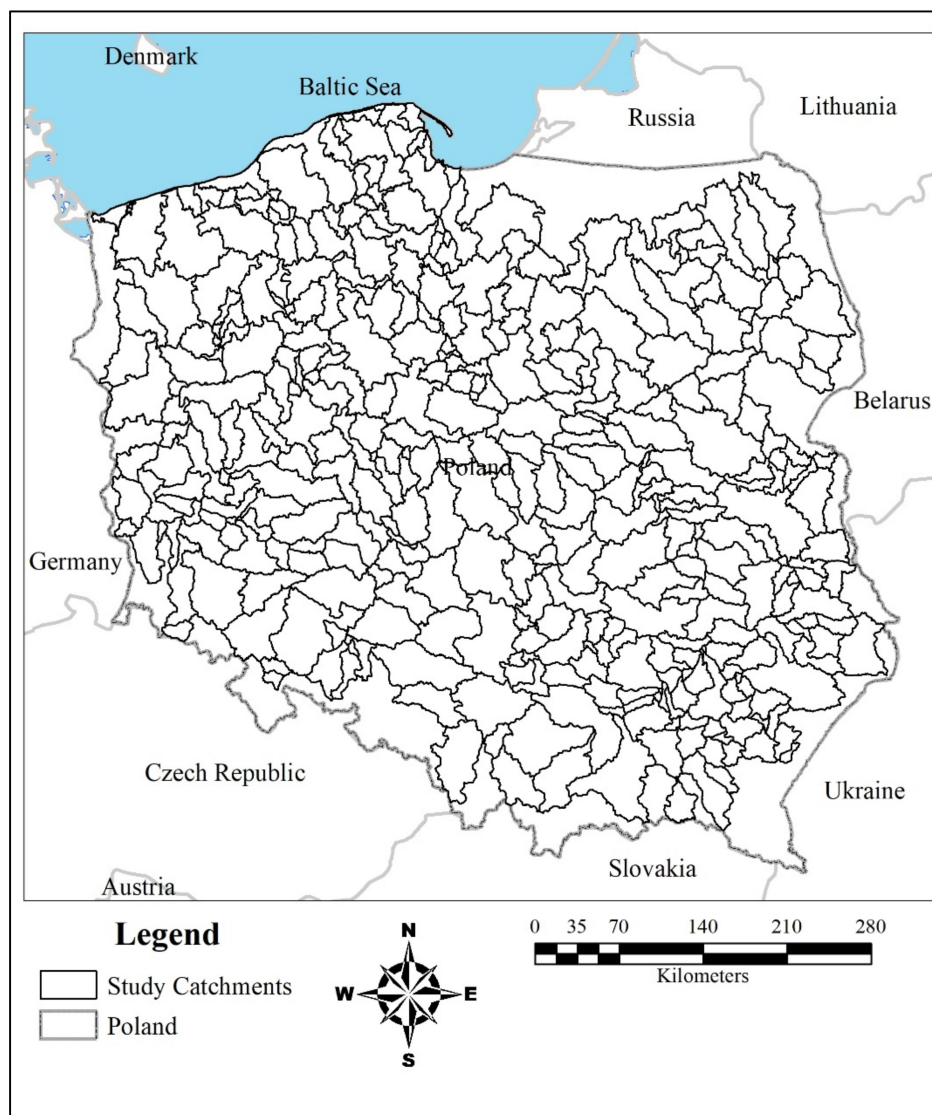 Denmark
Baltic Sea
Russia
Lithuania
Belarus
Poland
Germany
Czech Republic
Ukraine
Slovakia
Austria
Legend
Study Catchments
Poland
N
W E
S
0 35 70 140 210 280
Kilometers